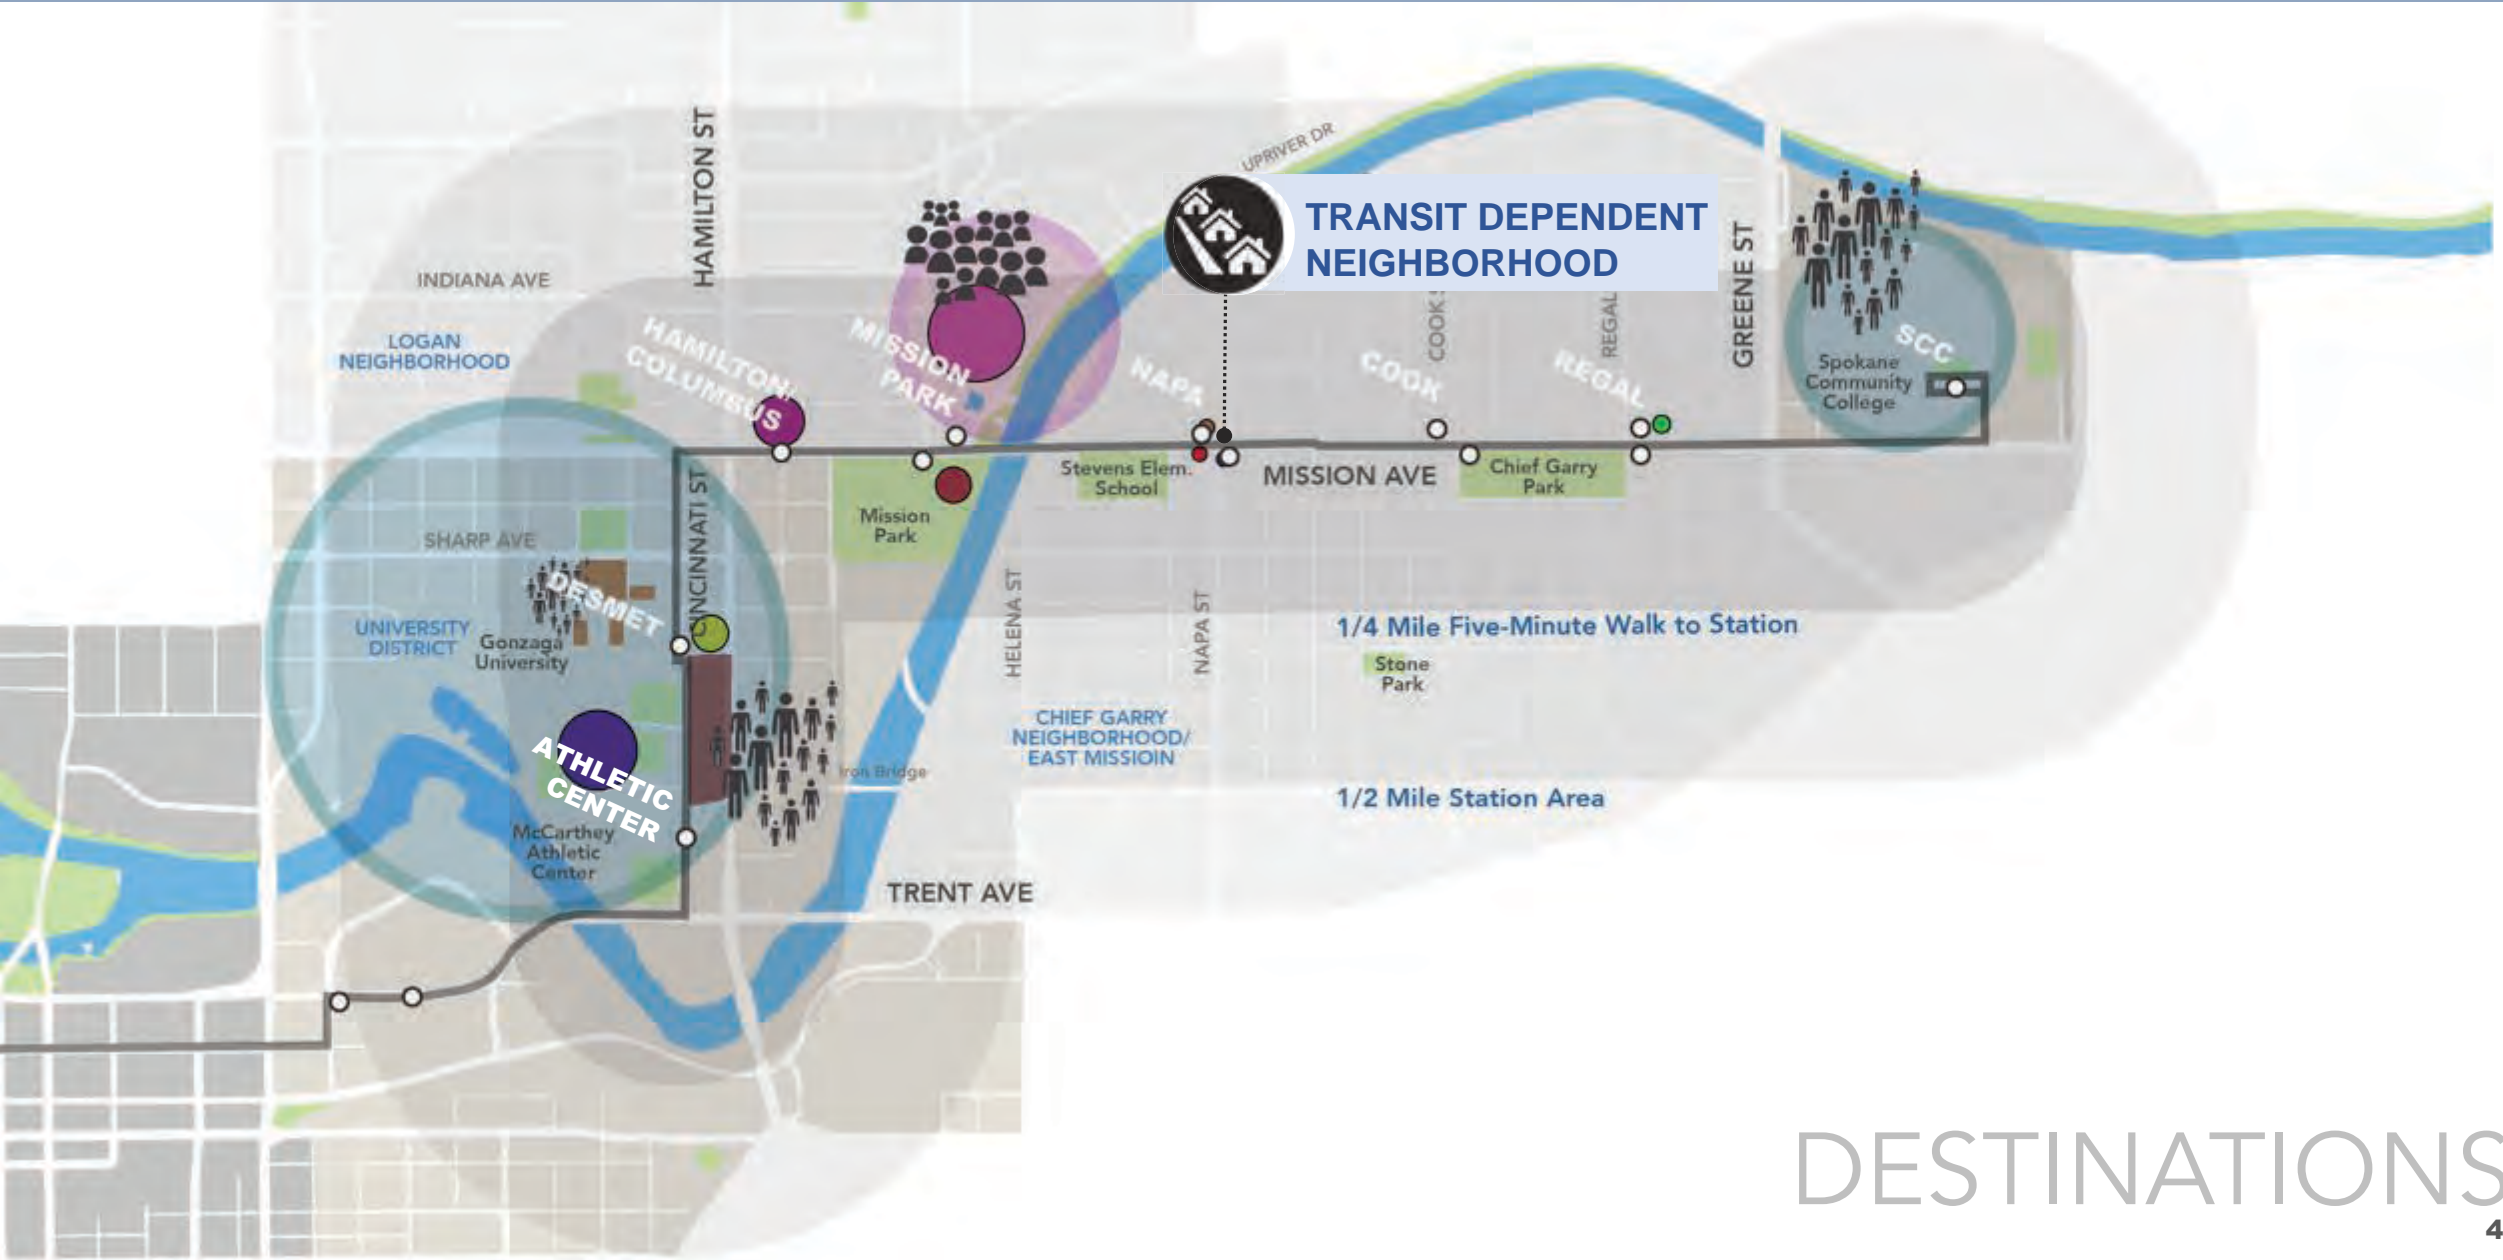 UPRIVER DR
TRANSIT DEPENDENT
NEIGHBORHOOD
HAMILTON ST
INDIANA AVE
LOGAN
NEIGHBORHOOD
HAMILTON/
COLUMBUS
MISSION
PARK
NAPA
COOK
COOK
REGAL
REGAL
GREENE ST
SCC
Spokane
Community
College
Stevens Elem.
School
MISSION AVE
Chief Garry
Park
Mission
Park
CINCINNATI ST
SHARP AVE
DESMET
UNIVERSITY
DISTRICT
Gonzaga
University
HELENA ST
NAPA ST
1/4 Mile Five-Minute Walk to Station
Stone
Park
CHIEF GARRY
NEIGHBORHOOD/
EAST MISSIOIN
ATHLETIC
CENTER
Iron Bridge
1/2 Mile Station Area
McCarthey
Athletic
Center
TRENT AVE
DESTINATIONS
4